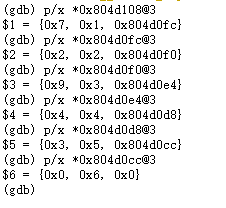 (gdb) p/x *0x804d108@3
$1 = {0x7, 0x1, 0x804d0fc}
(gdb) p/x *0x804d0fc@3
$2 = {0x2, 0x2, 0x804d0f0}
(gdb) p/x *0x804d0f0@3
$3 = {0x9, 0x3, 0x804d0e4}
(gdb) p/x *0x804d0e4@3
$4 = {0x4, 0x4, 0x804d0d8}
(gdb) p/x *0x804d0d8@3
$5 = {0x3, 0x5, 0x804d0cc}
(gdb) p/x *0x804d0cc@3
$6 = {0x0, 0x6, 0x0}
(gdb)